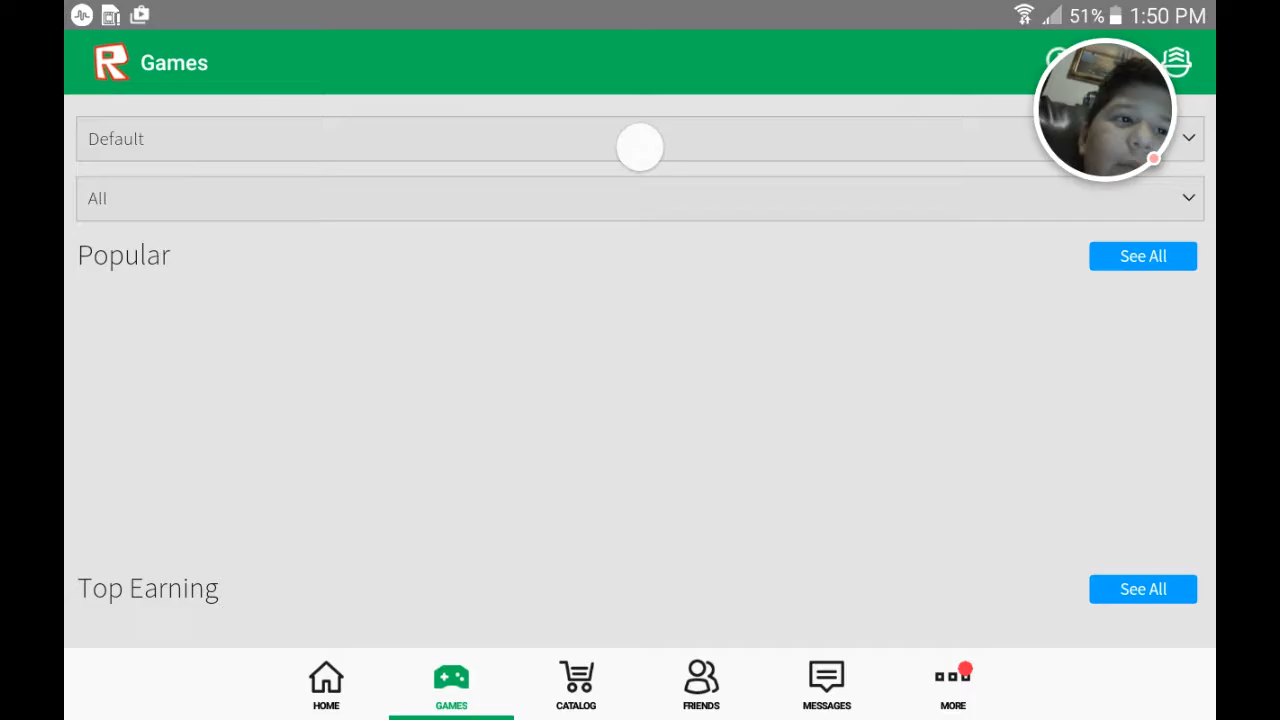 51% 1:50 PM
R Games
Default
All
Popular See All
Top Earning See All
HOME GAMES CATALOG FRIENDS MESSAGES MORE